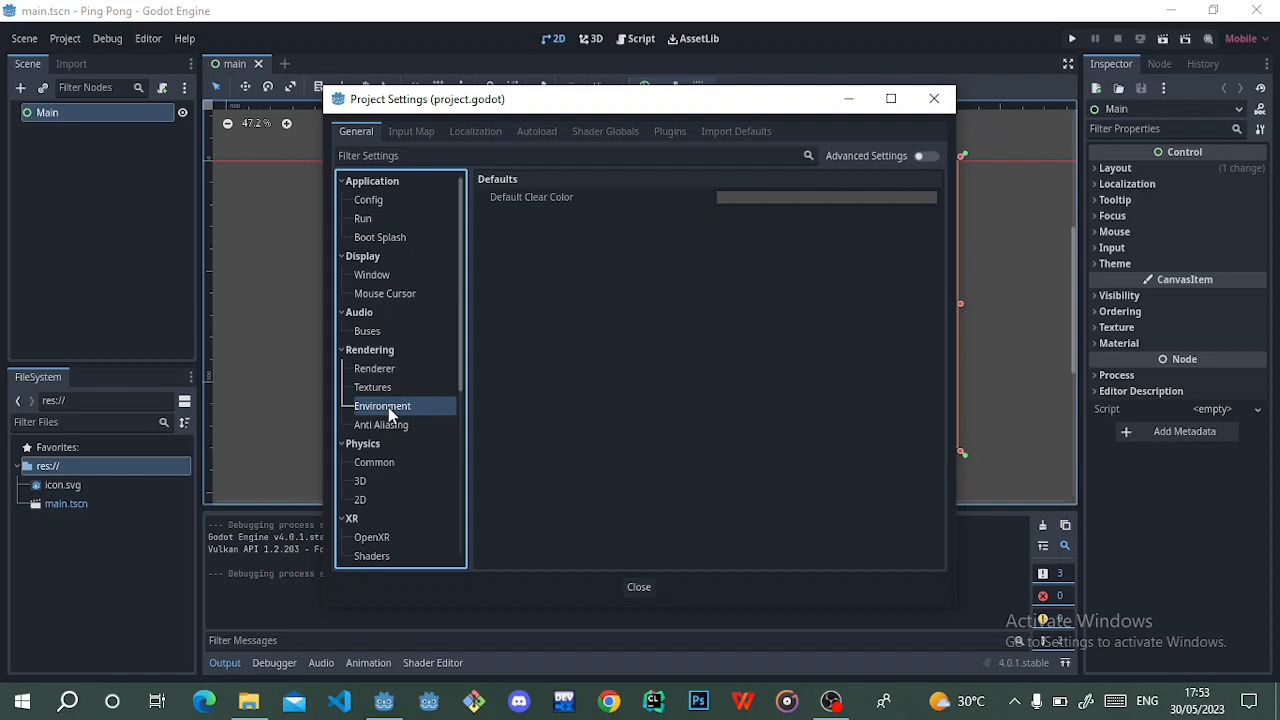 main.tscn - Ping Pong - Godot Engine
Scene Project Debug Editor Help
2D 3D Script AssetLib
Mobile
Scene Import
main
Inspector Node History
Filter Nodes
Main
-500
47.2%
Project Settings (project.godot)
General Input Map Localization Autoload Shader Globals Plugins Import Defaults
Filter Settings
Advanced Settings
Application
Config
Run
Boot Splash
Display
Window
Mouse Cursor
Audio
Buses
Rendering
Renderer
Textures
Environment
Anti Aliasing
Physics
Common
3D
2D
XR
OpenXR
Shaders
Defaults
Default Clear Color
Close
Main
Filter Properties
Control
Layout (1 change)
Localization
Tooltip
Focus
Mouse
Input
Theme
CanvasItem
Visibility
Ordering
Texture
Material
Node
Process
Editor Description
Script <empty>
Add Metadata
FileSystem
res://
Filter Files
Favorites:
res://
icon.svg
main.tscn
--- Debugging process s
Godot Engine v4.0.1.sta
Vulkan API 1.2.203 - Fo
--- Debugging process s
3
0
Filter Messages
Output Debugger Audio Animation Shader Editor
4.0.1.stable
Activate Windows
Go to Settings to activate Windows.
30°C
ENG
17:53
30/05/2023